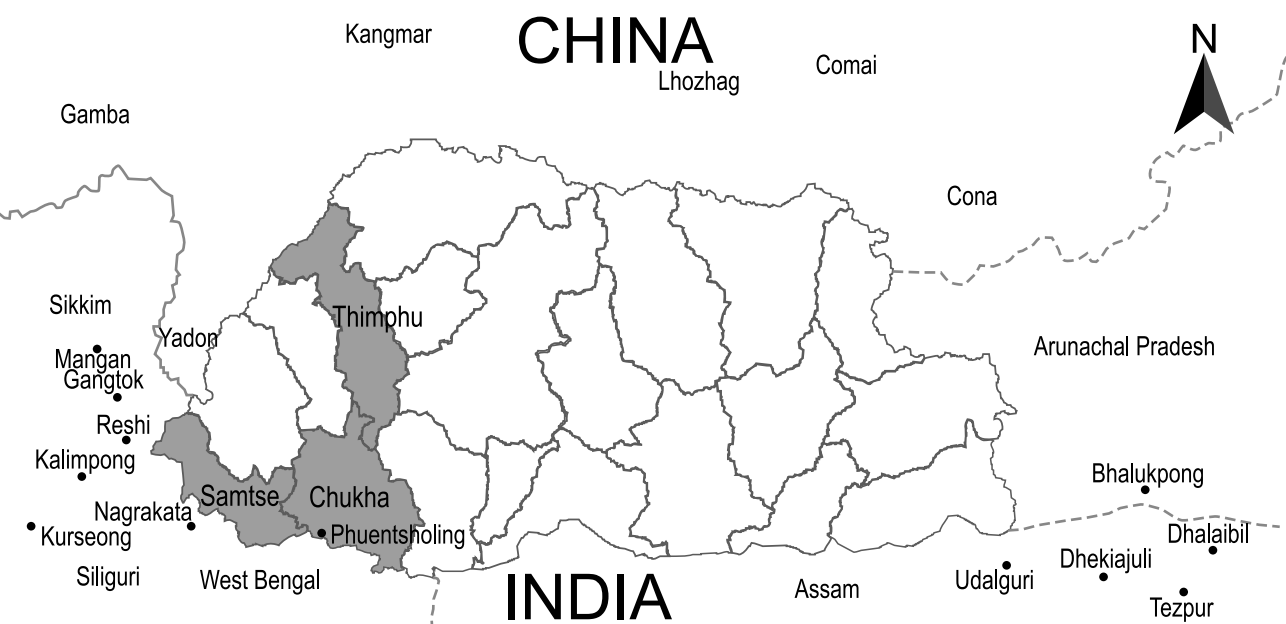 CHINA
Kangmar
N
Comai
Lhozhag
Gamba
Cona
Sikkim
Thimphu
Yadon
Arunachal Pradesh
Mangan
Gangtok
Reshi
Kalimpong
Bhalukpong
Samtse
Chukha
Nagrakata
Phuentsholing
Kurseong
Dhalaibil
Dhekiajuli
Siliguri
West Bengal
Udalguri
Assam
INDIA
Tezpur